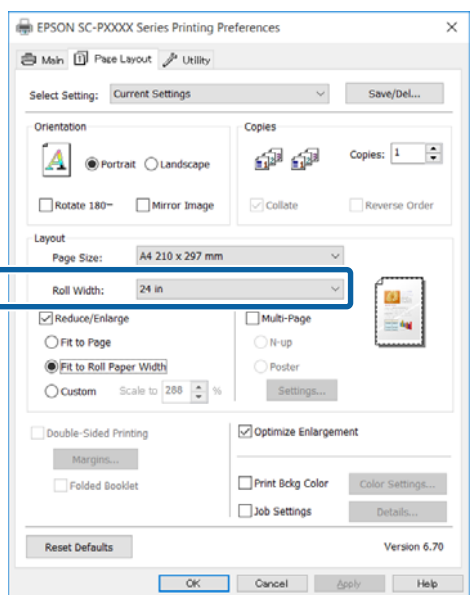 EPSON SC-PXXXX Series Printing Preferences
Main Page Layout Utility
Select Setting: Current Settings Save/Del...
Orientation Copies
Portrait Landscape Copies: 1
Rotate 180° Mirror Image Collate Reverse Order
Layout
Page Size: A4 210 x 297 mm
Roll Width: 24 in
Reduce/Enlarge Multi-Page
Fit to Page N-up
Fit to Roll Paper Width Poster
Custom Scale to 288 % Settings...
Double-Sided Printing Optimize Enlargement
Margins...
Folded Booklet Print Bckg Color Color Settings...
Job Settings Details...
Reset Defaults Version 6.70
OK Cancel Apply Help